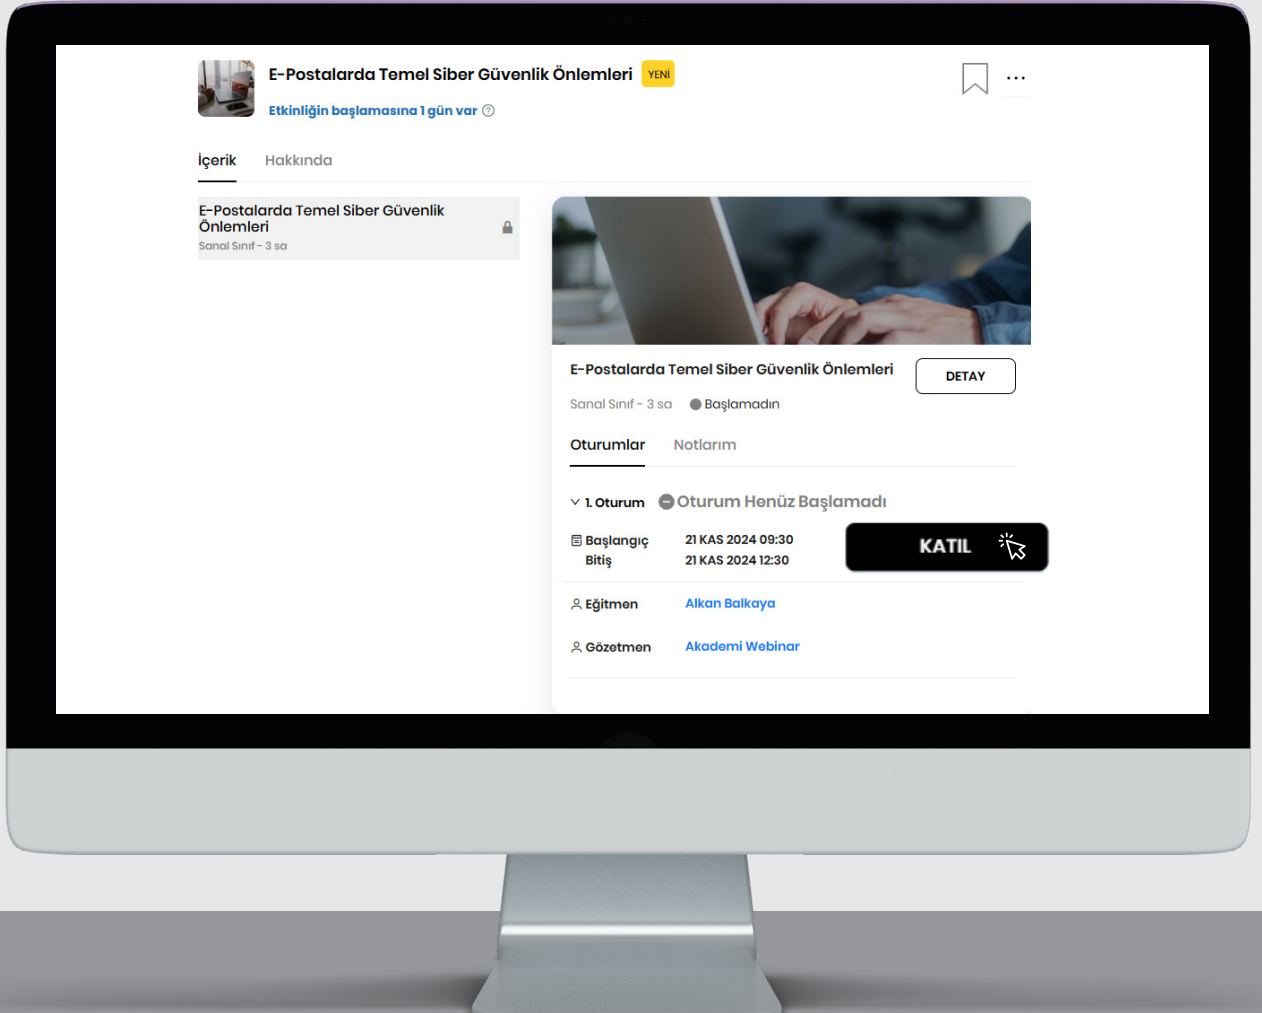 E-Postalarda Temel Siber Güvenlik Önlemleri YENİ
Etkinliğin başlamasına 1 gün var ?
İçerik Hakkında
E-Postalarda Temel Siber Güvenlik
Önlemleri
Sanal Sınıf - 3 sa
E-Postalarda Temel Siber Güvenlik Önlemleri DETAY
Sanal Sınıf - 3 sa Başlamadın
Oturumlar Notlarım
1. Oturum Oturum Henüz Başlamadı
Başlangıç 21 KAS 2024 09:30
Bitiş 21 KAS 2024 12:30
KATIL
Eğitmen Alkan Balkaya
Gözetmen Akademi Webinar